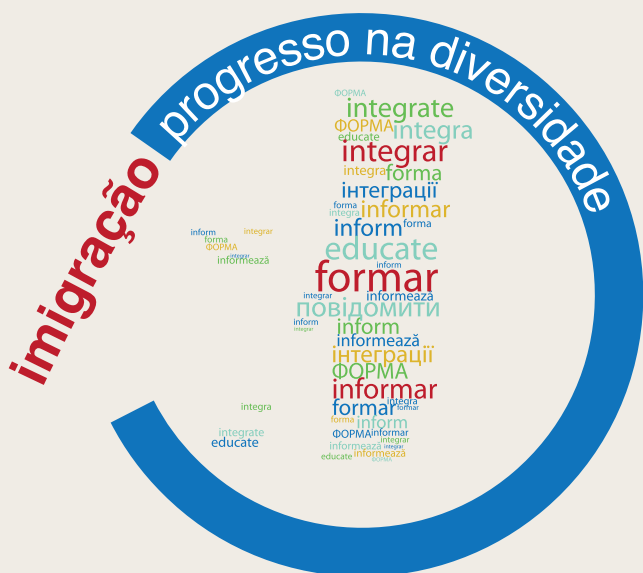 imigração
progresso na diversidade
ФОРМА
integrate
ФОРМА integra
educate
integrar
integra forma
інтеграції
forma informar
integra
inform forma
educate
inform
formar
integrar informează
повідомити
inform inform
integrar
informează
інтеграції
ФОРМА
informar
integra
formar formar
forma inform
ФОРМА informar
integrar
informează integrar
educate informează
ФОРМА
inform integrar
forma
ФОРМА
integrar
informează
integra
integrate
educate